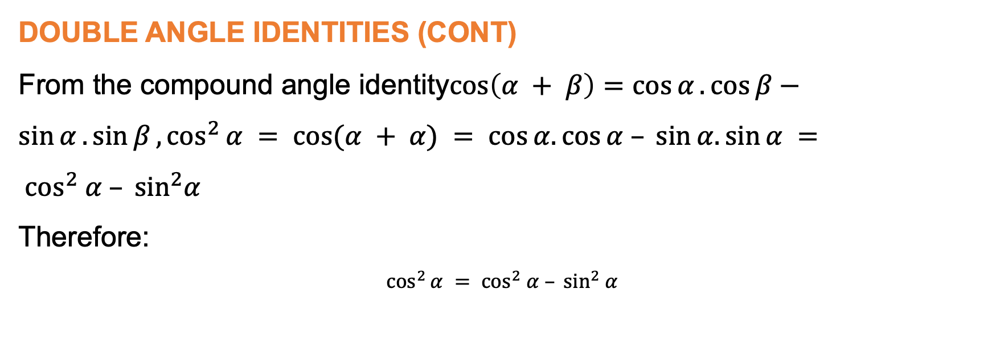 DOUBLE ANGLE IDENTITIES (CONT)
From the compound angle identitycos(α + β) = cos α . cos β −
sin α . sin β , cos² α = cos(α + α) = cos α. cos α – sin α. sin α =
cos² α – sin²α
Therefore:
cos² α = cos² α – sin² α